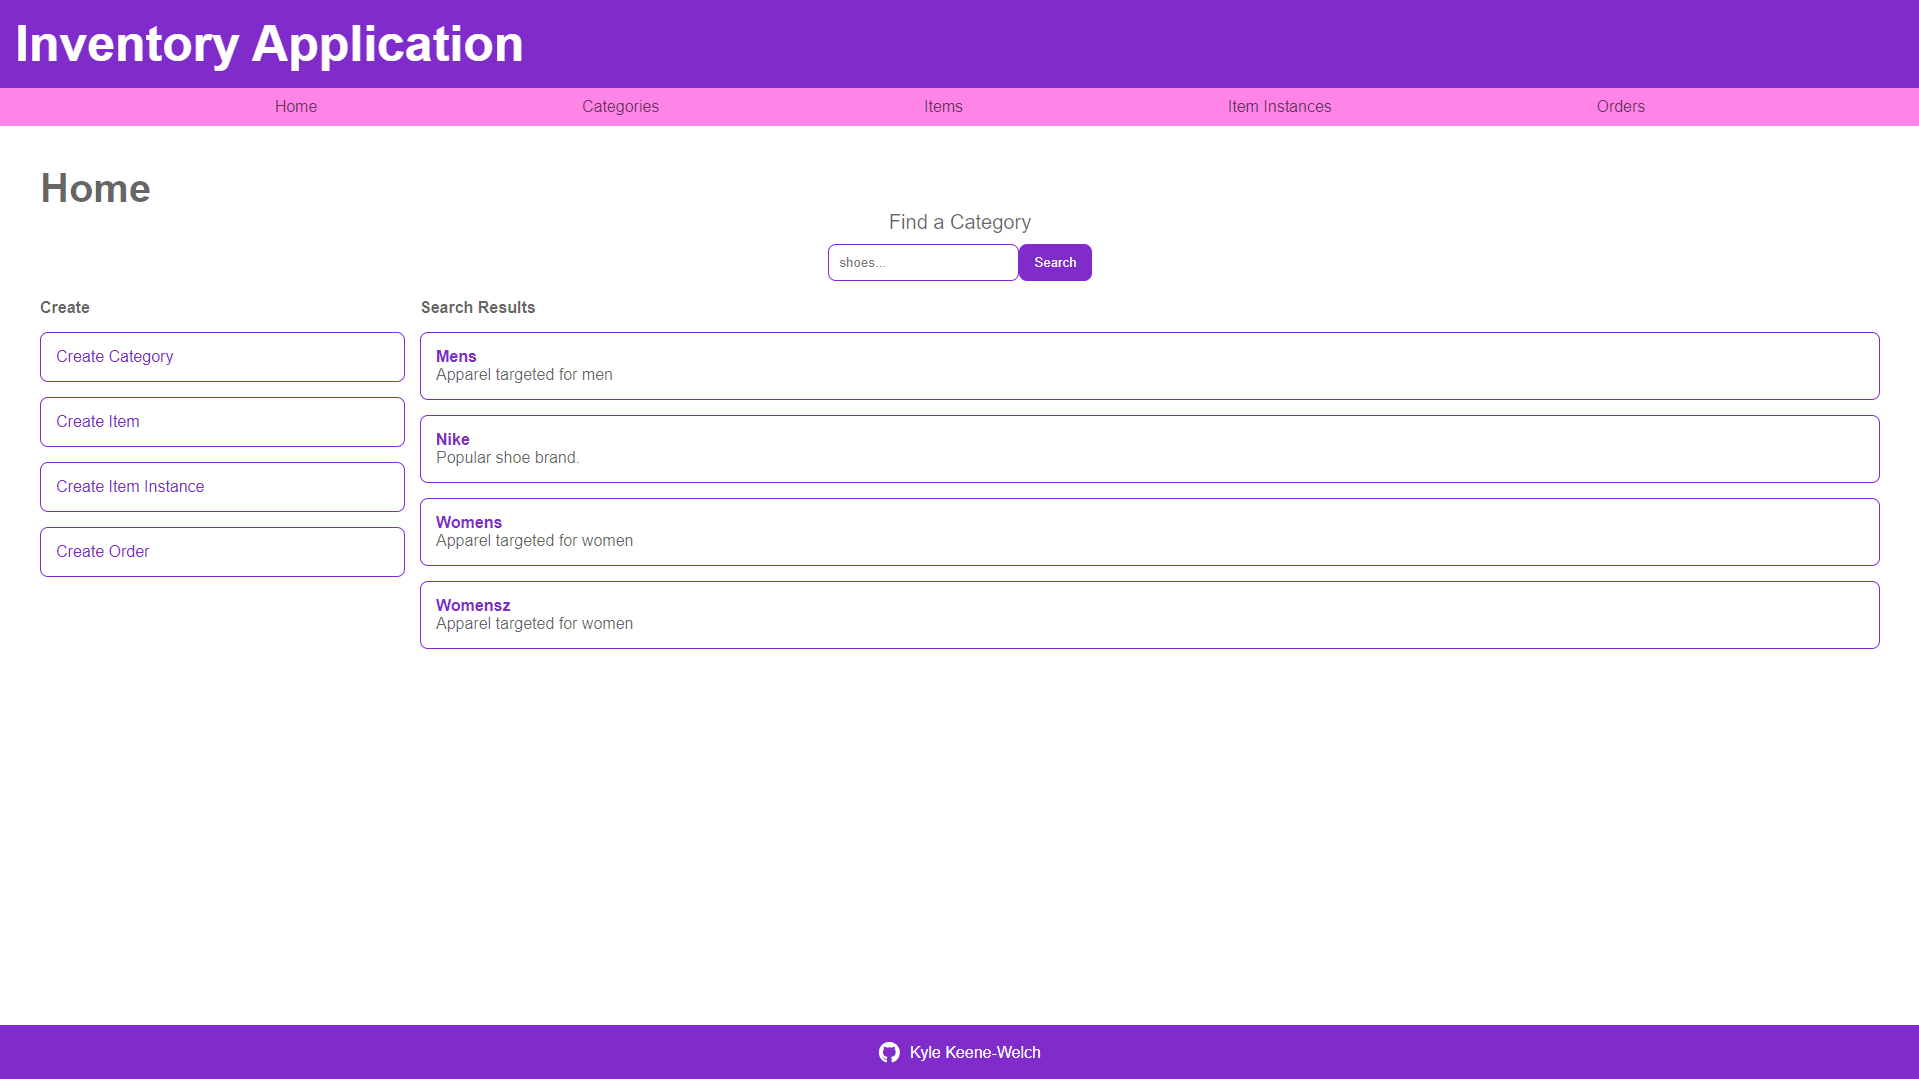 Inventory Application
Home
Categories
Items
Item Instances
Orders
Home
Find a Category
shoes...
Search
Create
Create Category
Create Item
Create Item Instance
Create Order
Search Results
Mens
Apparel targeted for men
Nike
Popular shoe brand.
Womens
Apparel targeted for women
Womensz
Apparel targeted for women
Kyle Keene-Welch